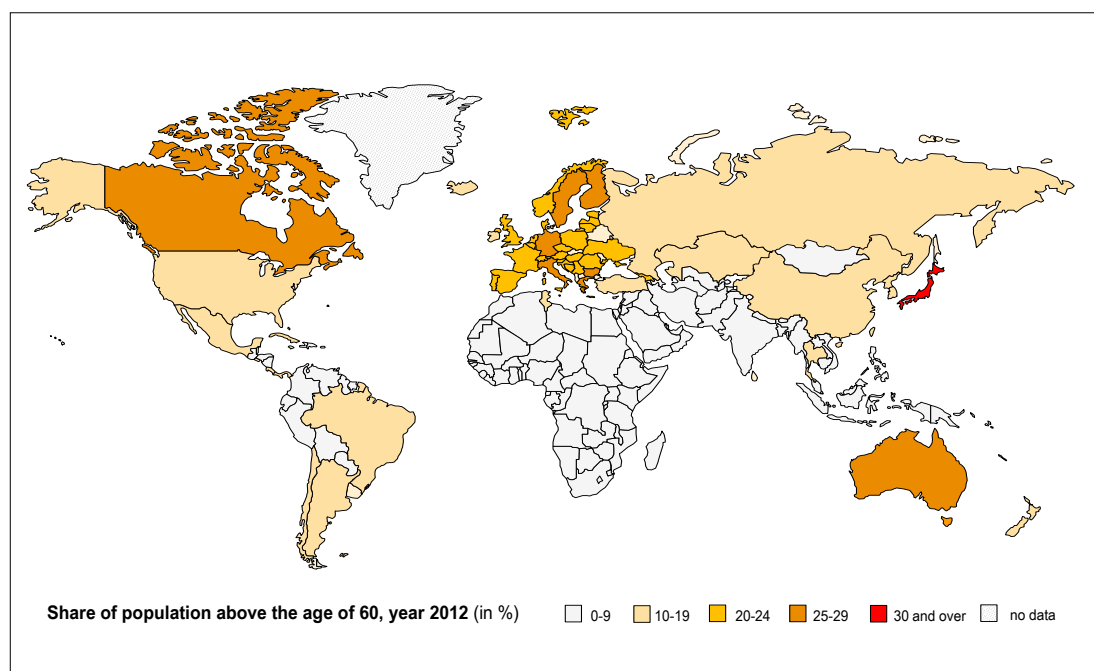 Share of population above the age of 60, year 2012 (in %) 0-9 10-19 20-24 25-29 30 and over no data